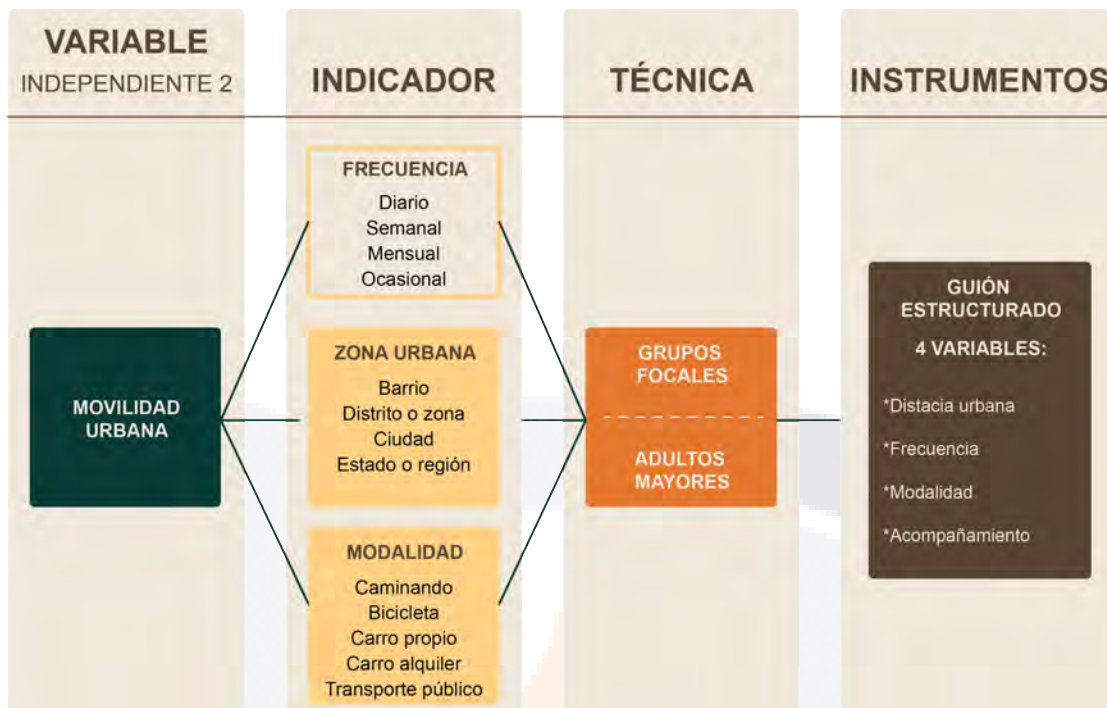 VARIABLE
INDEPENDIENTE 2
INDICADOR
TÉCNICA
INSTRUMENTOS
MOVILIDAD
URBANA
FRECUENCIA
Diario
Semanal
Mensual
Ocasional
ZONA URBANA
Barrio
Distrito o zona
Ciudad
Estado o región
MODALIDAD
Caminando
Bicicleta
Carro propio
Carro alquiler
Transporte público
GRUPOS
FOCALES
ADULTOS
MAYORES
GUIÓN
ESTRUCTURADO
4 VARIABLES:
*Distacia urbana
*Frecuencia
*Modalidad
*Acompañamiento